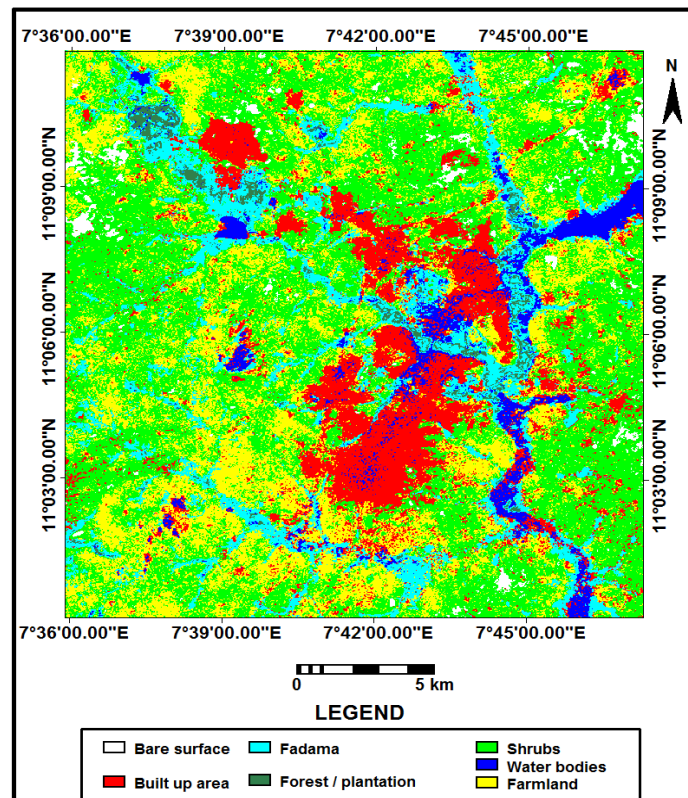 7°36'00.00"E 7°39'00.00"E 7°42'00.00"E 7°45'00.00"E
N
11°09'00.00"N 11°09'00.00"N
11°06'00.00"N 11°06'00.00"N
11°03'00.00"N 11°03'00.00"N
7°36'00.00"E 7°39'00.00"E 7°42'00.00"E 7°45'00.00"E
0 5 km
LEGEND
Bare surface Fadama Shrubs
Water bodies
Built up area Forest / plantation Farmland